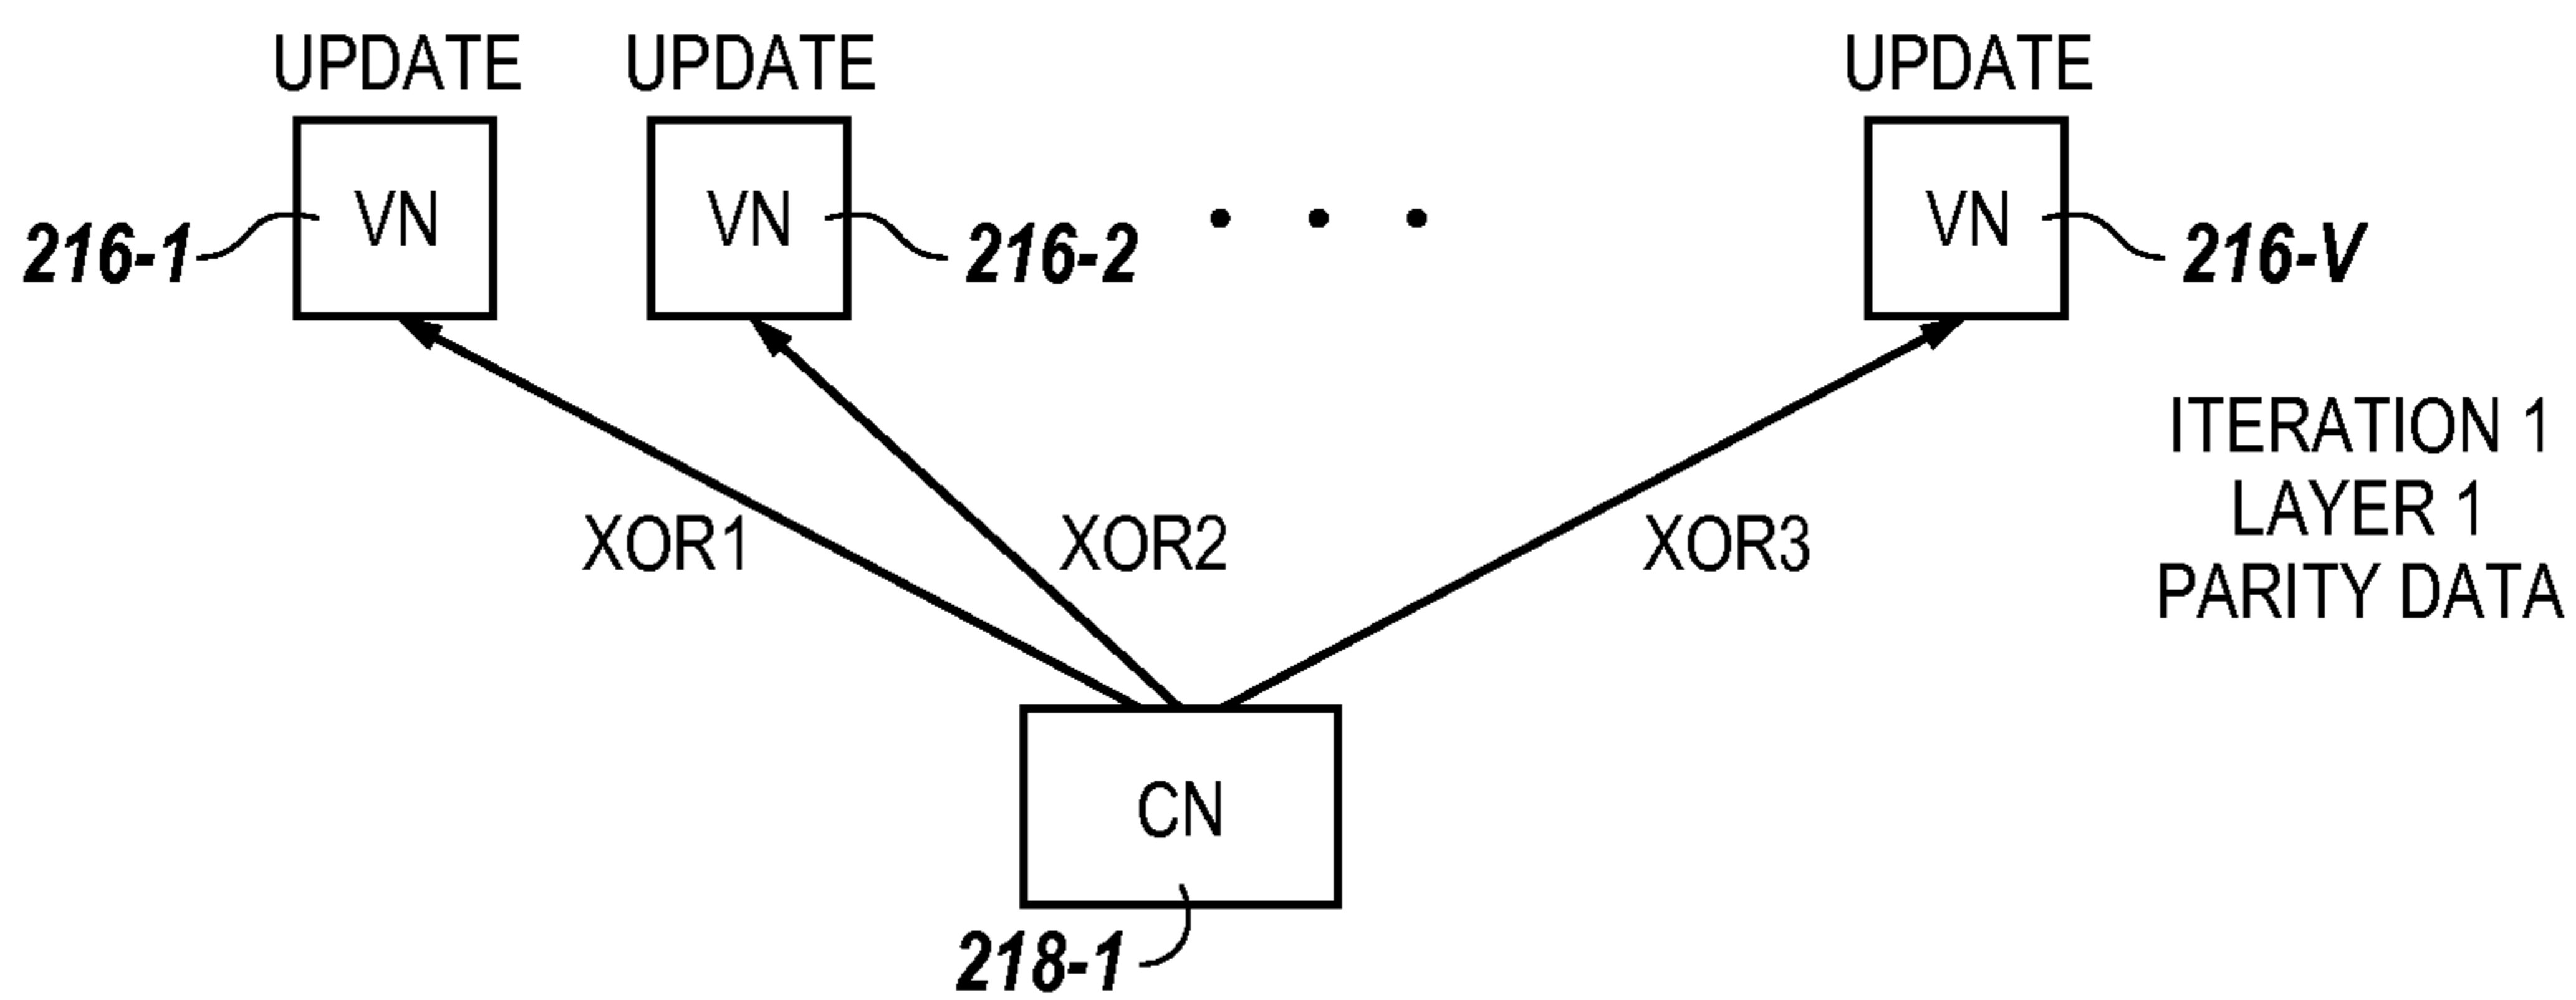 UPDATE UPDATE UPDATE
VN VN VN
216-1 216-2 216-V
ITERATION 1
LAYER 1
PARITY DATA
XOR1 XOR2 XOR3
CN
218-1